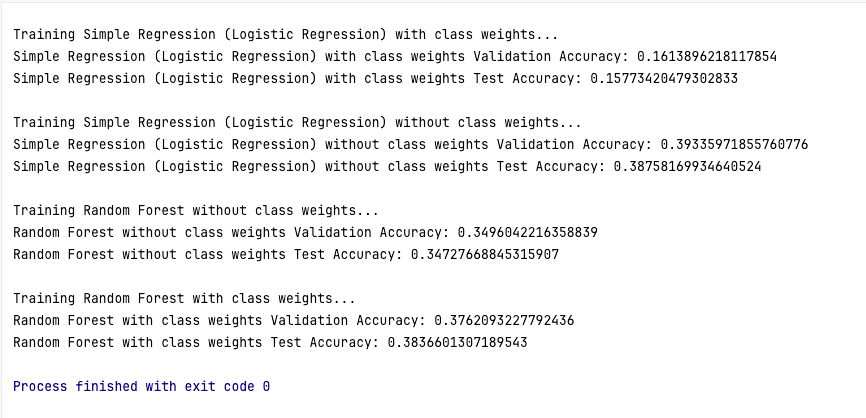 Training Simple Regression (Logistic Regression) with class weights...
Simple Regression (Logistic Regression) with class weights Validation Accuracy: 0.1613896218117854
Simple Regression (Logistic Regression) with class weights Test Accuracy: 0.15773420479302833
Training Simple Regression (Logistic Regression) without class weights...
Simple Regression (Logistic Regression) without class weights Validation Accuracy: 0.39335971855760776
Simple Regression (Logistic Regression) without class weights Test Accuracy: 0.38758169934640524
Training Random Forest without class weights...
Random Forest without class weights Validation Accuracy: 0.3496042216358839
Random Forest without class weights Test Accuracy: 0.34727668845315907
Training Random Forest with class weights...
Random Forest with class weights Validation Accuracy: 0.3762093227792436
Random Forest with class weights Test Accuracy: 0.3836601307189543
Process finished with exit code 0